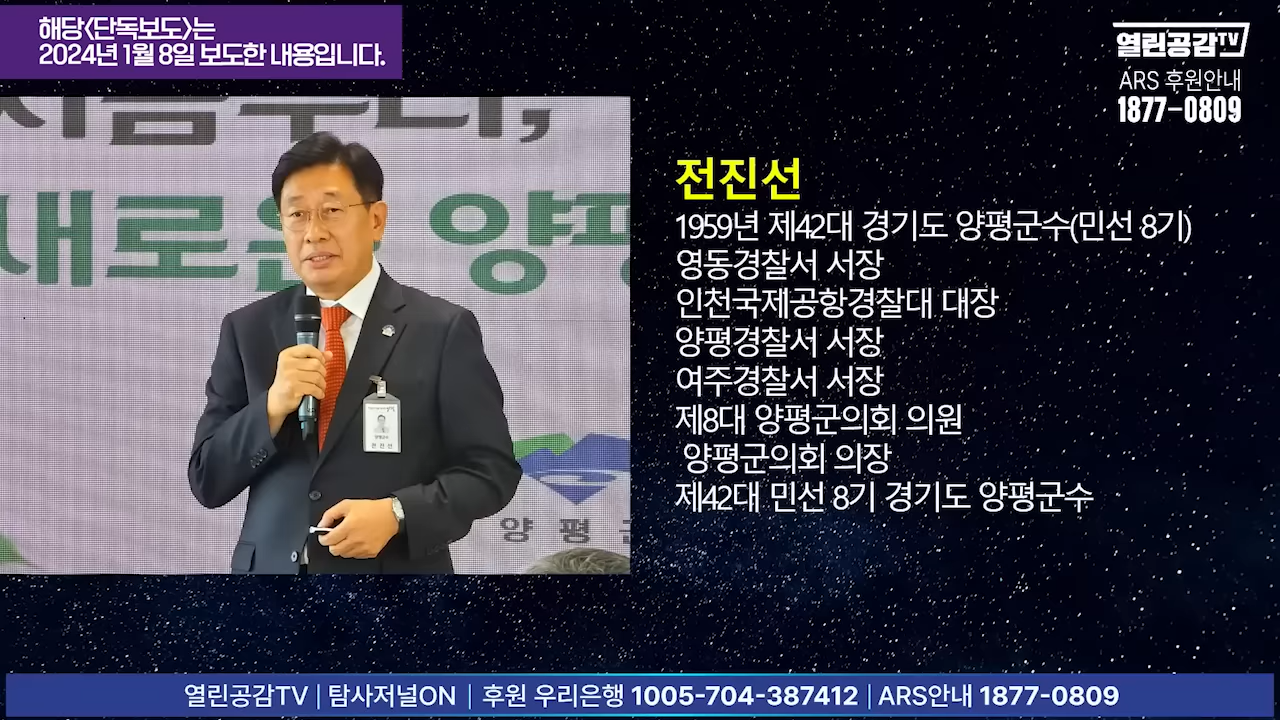 해당<단독보도>는
2024년 1월 8일 보도한 내용입니다.
열린공감TV
ARS 후원안내
1877-0809
새로운 양평
양평군수
전진선
양 평
전진선
1959년 제42대 경기도 양평군수(민선 8기)
영동경찰서 서장
인천국제공항경찰대 대장
양평경찰서 서장
여주경찰서 서장
제8대 양평군의회 의원
양평군의회 의장
제42대 민선 8기 경기도 양평군수
열린공감TV | 탐사저널ON | 후원 우리은행 1005-704-387412 | ARS안내 1877-0809